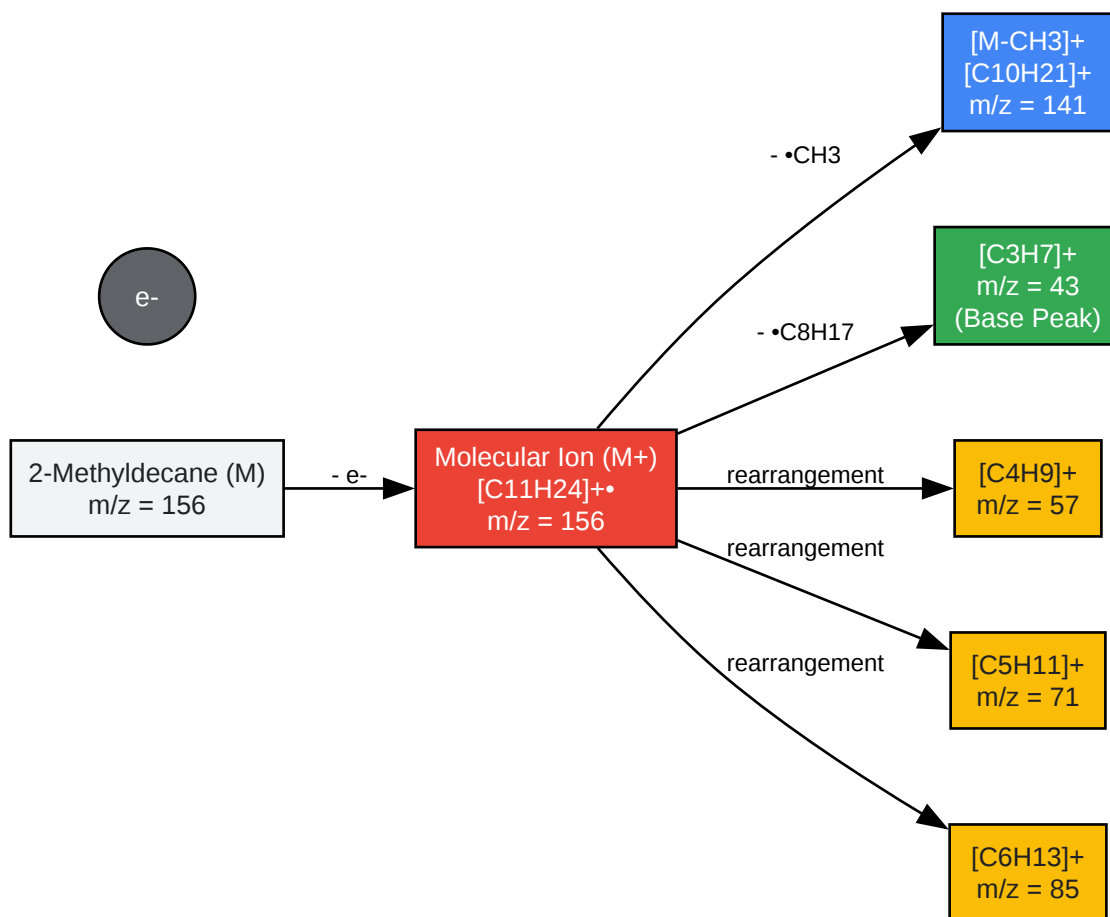 [M-CH3]+
[C10H21]+
m/z = 141
- •CH3
[C3H7]+
m/z = 43
(Base Peak)
e-
- •C8H17
2-Methyldecane (M)
m/z = 156
- e-
Molecular Ion (M+)
[C11H24]+•
m/z = 156
rearrangement
[C4H9]+
m/z = 57
rearrangement
[C5H11]+
m/z = 71
rearrangement
[C6H13]+
m/z = 85